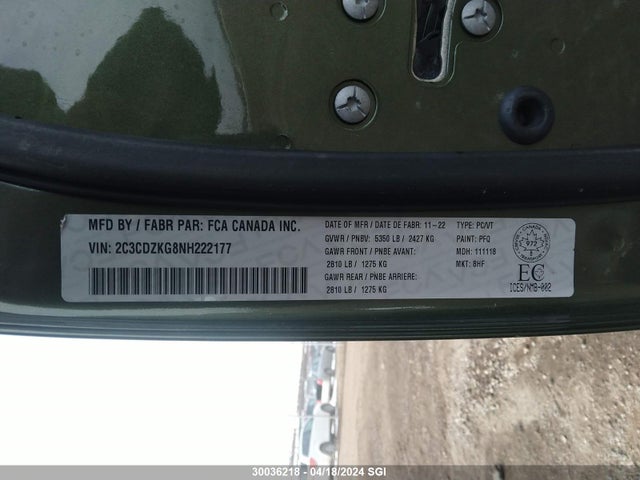 MFD BY / FABR PAR: FCA CANADA INC.
VIN: 2C3CDZKG8NH222177
DATE OF MFR / DATE DE FABR: 11-22
GVWR / PNBV: 5350 LB / 2427 KG
GAWR FRONT / PNBE AVANT:
2810 LB / 1275 KG
GAWR REAR / PNBE ARRIERE:
2810 LB / 1275 KG
TYPE: PC/VT
PAINT: PFQ
MDH: 111118
MKT: 8HF
CANADA
972
EC
ICES/NMB-002
30036218 - 04/18/2024 SGI